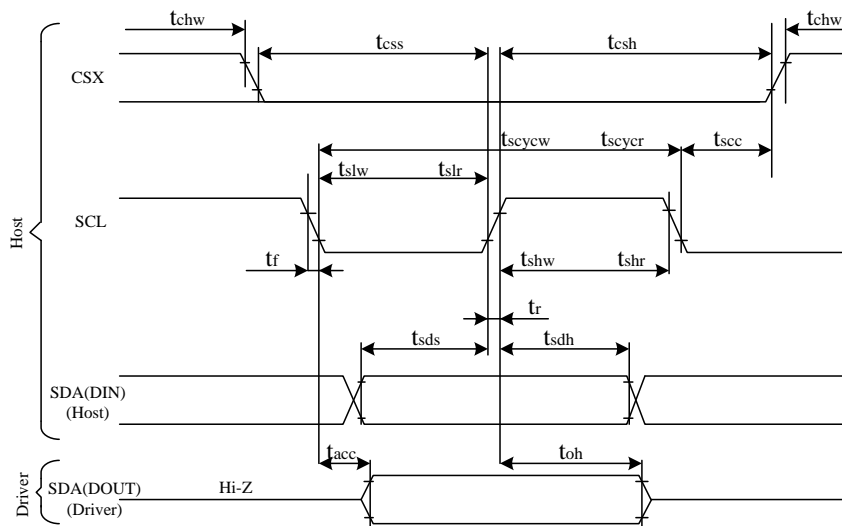 tchw
tcss
tcsh
tchw
CSX
tscycw
tscycr
tscc
tslw
tslr
SCL
Host
tf
tshw
tshr
tr
tsds
tsdh
SDA(DIN)
(Host)
tacc
toh
Hi-Z
SDA(DOUT)
(Driver)
Driver